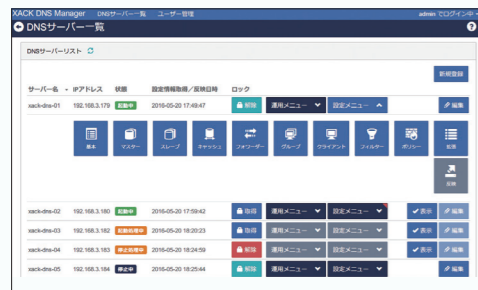 XACK DNS Manager DNSサーバー一覧 ユーザー管理 admin でログイン中
DNSサーバー一覧
DNSサーバーリスト
新規登録
サーバー名 IPアドレス 状態 設定情報取得/反映日時 ロック
xack-dns-01 192.168.3.179 起動中 2016-05-20 17:49:47 解除 運用メニュー 設定メニュー 編集
基本 マスター スレーブ キャッシュ フォワーダー グループ クライアント フィルター ポリシー 拡張
反映
xack-dns-02 192.168.3.180 起動中 2016-05-20 17:59:42 取得 運用メニュー 設定メニュー 表示 編集
xack-dns-03 192.168.3.182 起動処理中 2016-05-20 18:20:23 取得 運用メニュー 設定メニュー 表示 編集
xack-dns-04 192.168.3.183 停止処理中 2016-05-20 18:24:59 解除 運用メニュー 設定メニュー 表示 編集
xack-dns-05 192.168.3.184 停止中 2016-05-20 18:25:44 取得 運用メニュー 設定メニュー 表示 編集